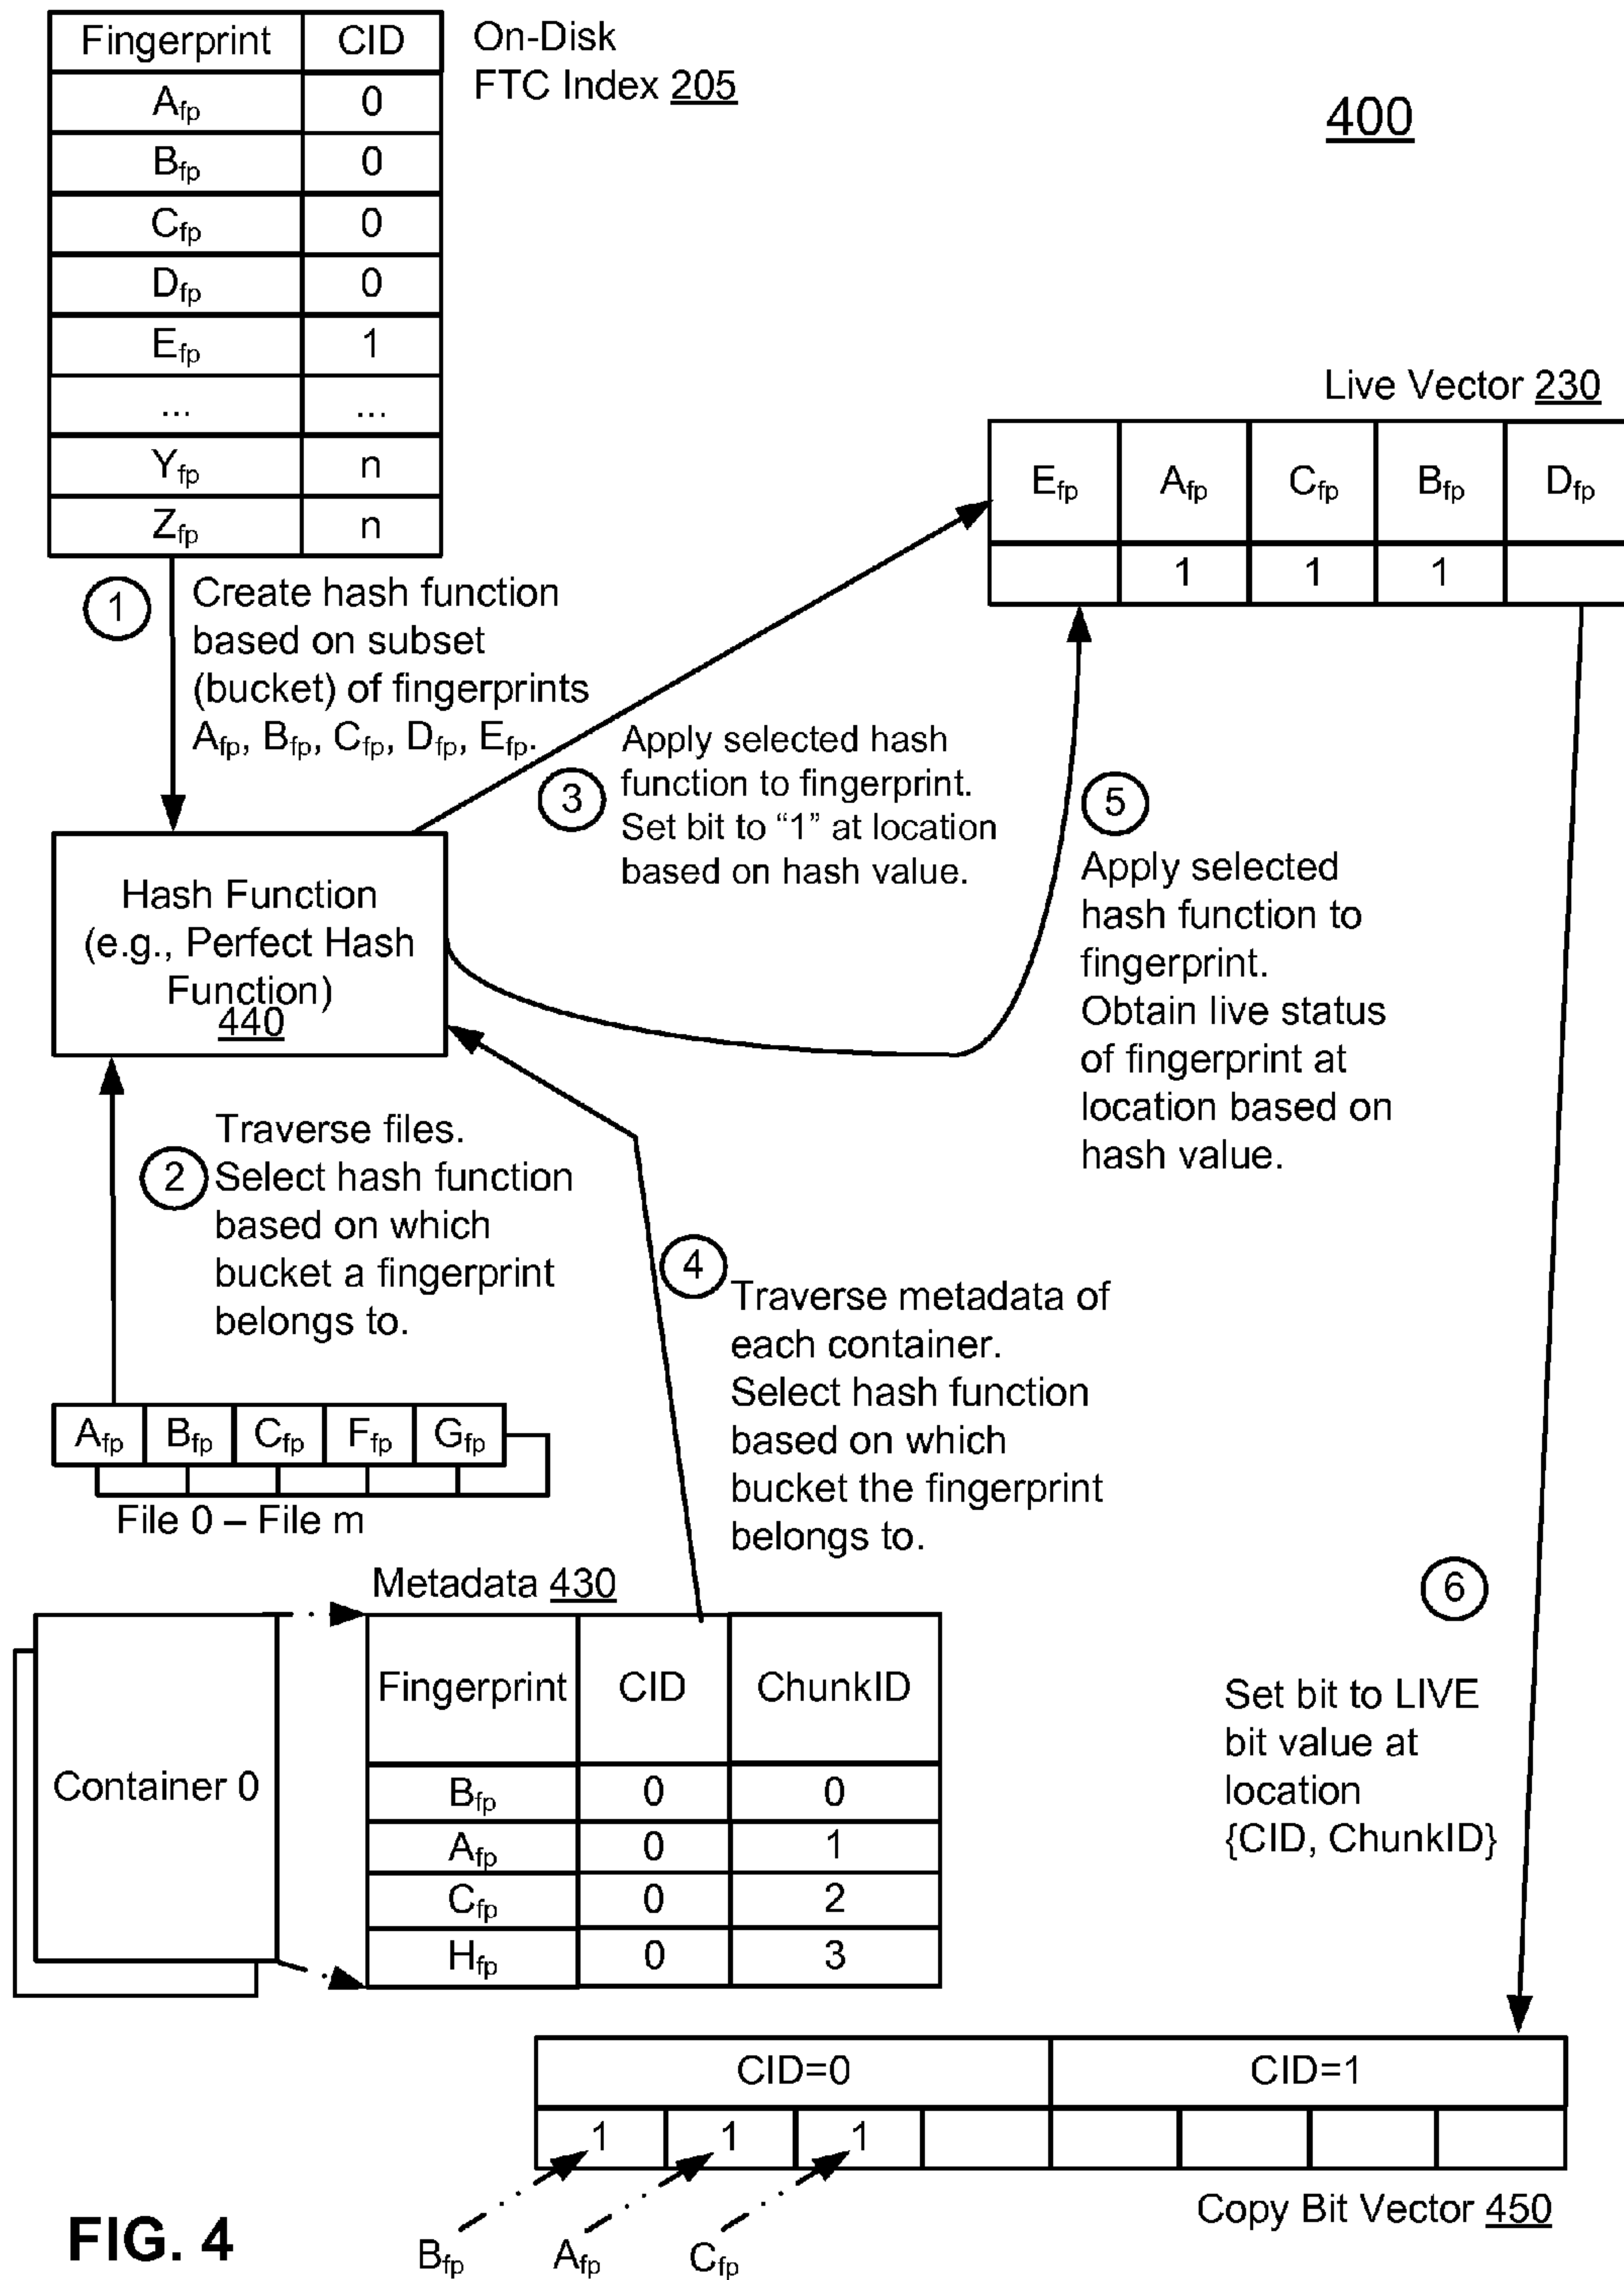 Fingerprint CID
On-Disk
FTC Index 205
400
Afp 0
Bfp 0
Cfp 0
Dfp 0
Efp 1
... ...
Yfp n
Zfp n
Live Vector 230
Efp Afp Cfp Bfp Dfp
1 1 1
1
Create hash function
based on subset
(bucket) of fingerprints
Afp, Bfp, Cfp, Dfp, Efp.
3
Apply selected hash
function to fingerprint.
Set bit to “1” at location
based on hash value.
5
Apply selected
hash function to
fingerprint.
Obtain live status
of fingerprint at
location based on
hash value.
Hash Function
(e.g., Perfect Hash
Function)
440
2
Traverse files.
Select hash function
based on which
bucket a fingerprint
belongs to.
4
Traverse metadata of
each container.
Select hash function
based on which
bucket the fingerprint
belongs to.
Afp Bfp Cfp Ffp Gfp
File 0 – File m
Metadata 430
Container 0
Fingerprint CID ChunkID
Bfp 0 0
Afp 0 1
Cfp 0 2
Hfp 0 3
6
Set bit to LIVE
bit value at
location
{CID, ChunkID}
CID=0 CID=1
1 1 1
Copy Bit Vector 450
Bfp Afp Cfp
FIG. 4